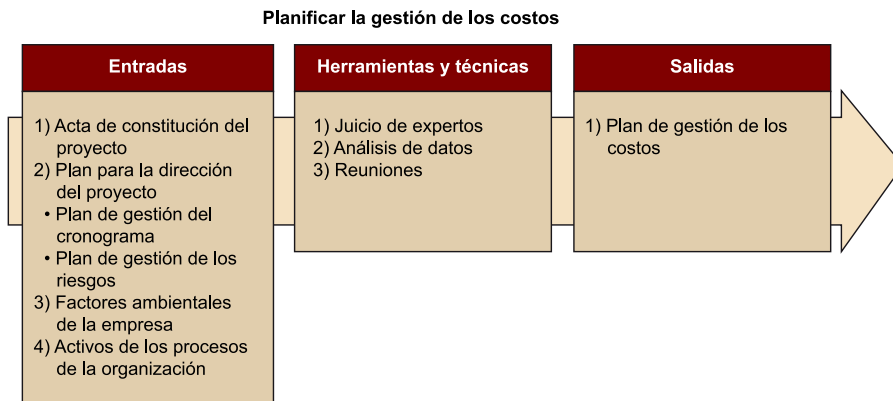 Planificar la gestión de los costos
Entradas
1) Acta de constitución del
proyecto
2) Plan para la dirección
del proyecto
• Plan de gestión del
cronograma
• Plan de gestión de los
riesgos
3) Factores ambientales
de la empresa
4) Activos de los procesos
de la organización
Herramientas y técnicas
1) Juicio de expertos
2) Análisis de datos
3) Reuniones
Salidas
1) Plan de gestión de los
costos